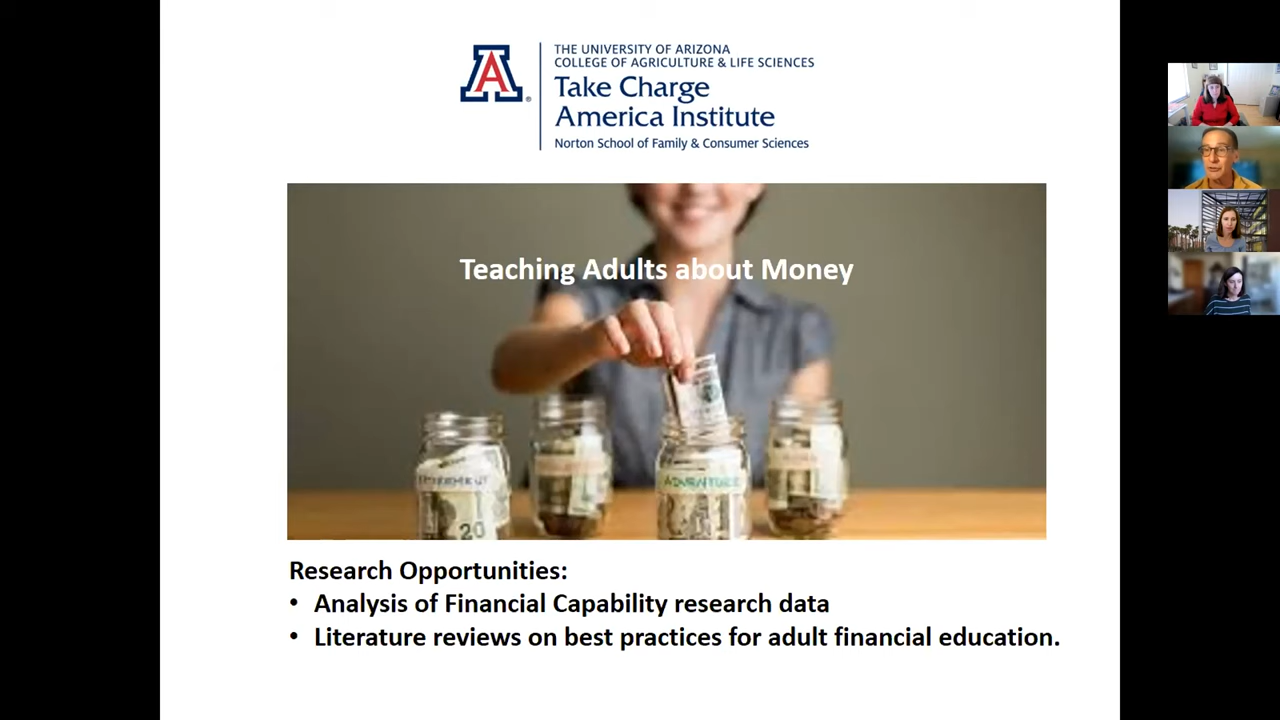 THE UNIVERSITY OF ARIZONA
COLLEGE OF AGRICULTURE & LIFE SCIENCES
Take Charge
America Institute
Norton School of Family & Consumer Sciences
A
®
Teaching Adults about Money
ADVENTURE
20
Research Opportunities:
• Analysis of Financial Capability research data
• Literature reviews on best practices for adult financial education.